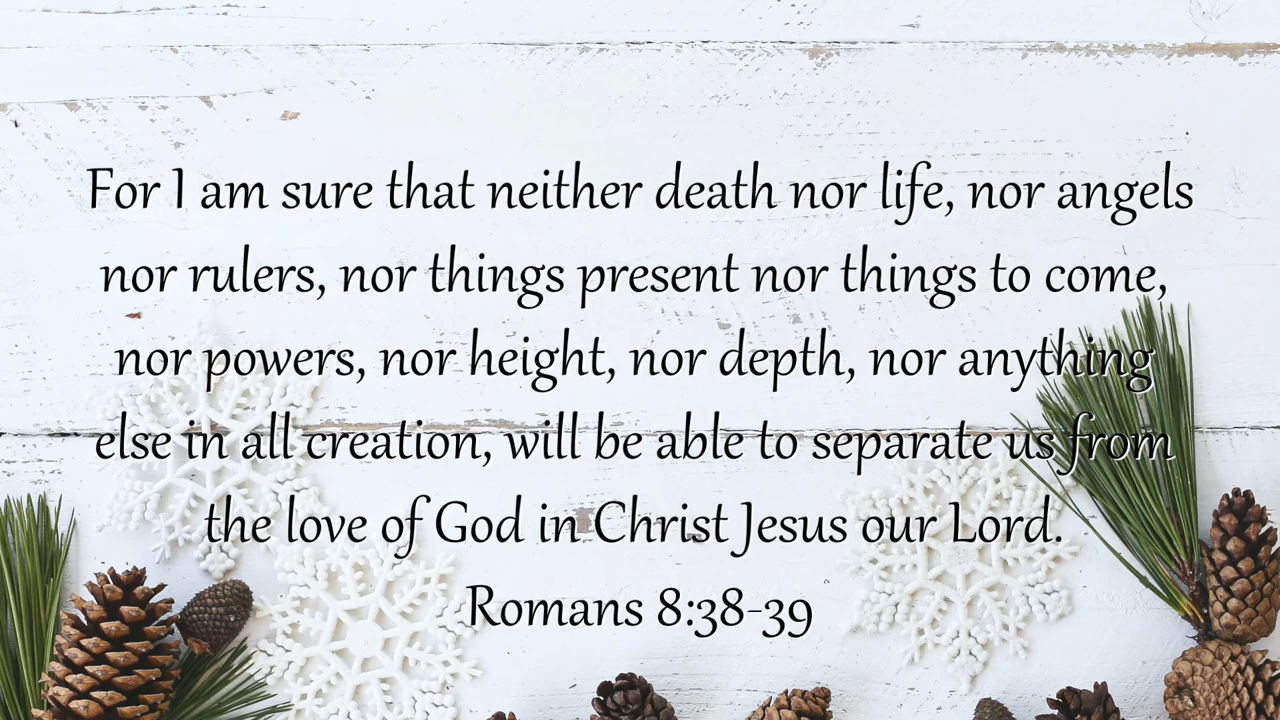 For I am sure that neither death nor life, nor angels
nor rulers, nor things present nor things to come,
nor powers, nor height, nor depth, nor anything
else in all creation, will be able to separate us from
the love of God in Christ Jesus our Lord.
Romans 8:38-39